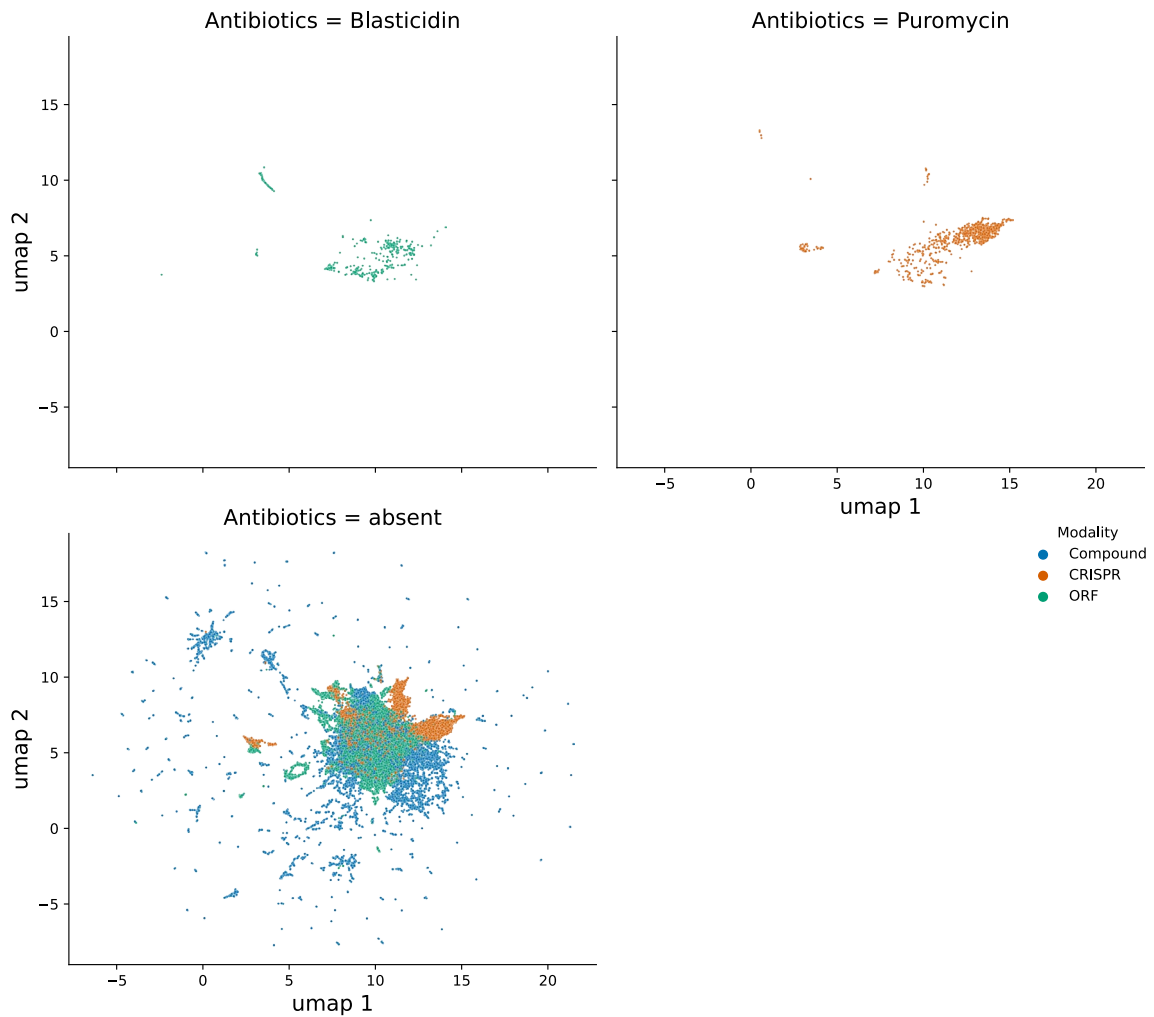 Antibiotics = Blasticidin
Antibiotics = Puromycin
15
10
5
0
−5
umap 2
−5
0
5
10
15
20
umap 1
Antibiotics = absent
Modality
Compound
CRISPR
ORF
15
10
5
0
−5
umap 2
−5
0
5
10
15
20
umap 1